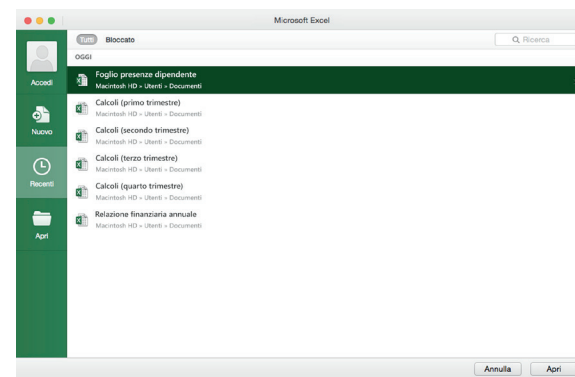 Microsoft Excel
Tutti Bloccato
Ricerca
OGGI
Accedi
Foglio presenze dipendente
Macintosh HD » Utenti » Documenti
Calcoli (primo trimestre)
Macintosh HD » Utenti » Documenti
Nuovo
Calcoli (secondo trimestre)
Macintosh HD » Utenti » Documenti
Calcoli (terzo trimestre)
Macintosh HD » Utenti » Documenti
Recenti
Calcoli (quarto trimestre)
Macintosh HD » Utenti » Documenti
Relazione finanziaria annuale
Macintosh HD » Utenti » Documenti
Apri
Annulla Apri